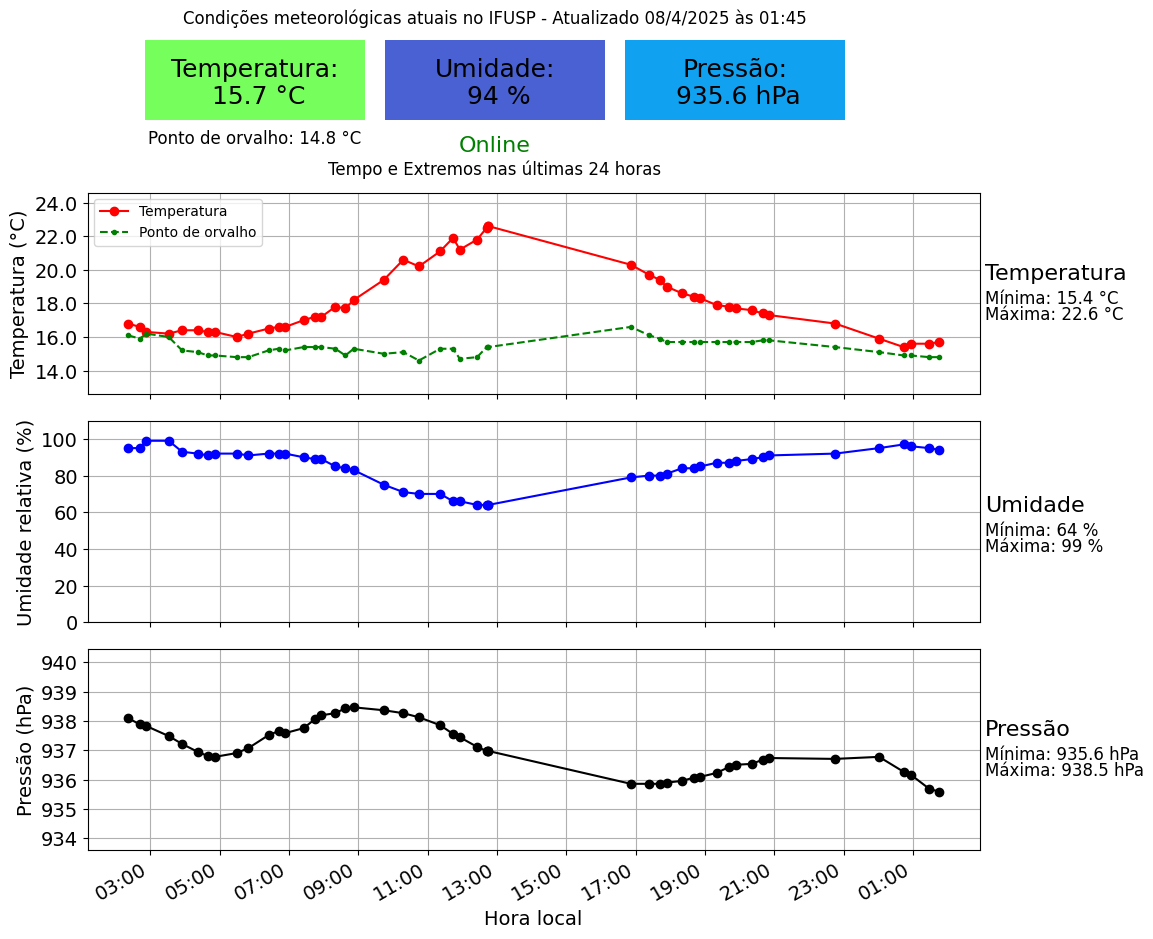 Condições meteorológicas atuais no IFUSP - Atualizado 08/4/2025 às 01:45
Temperatura:
15.7 °C
Umidade:
94 %
Pressão:
935.6 hPa
Ponto de orvalho: 14.8 °C
Online
Tempo e Extremos nas últimas 24 horas
Temperatura (°C)
24.0
22.0
20.0
18.0
16.0
14.0
Temperatura
Ponto de orvalho
Temperatura
Mínima: 15.4 °C
Máxima: 22.6 °C
Umidade relativa (%)
100
80
60
40
20
0
Umidade
Mínima: 64 %
Máxima: 99 %
Pressão (hPa)
940
939
938
937
936
935
934
Pressão
Mínima: 935.6 hPa
Máxima: 938.5 hPa
03:00 05:00 07:00 09:00 11:00 13:00 15:00 17:00 19:00 21:00 23:00 01:00
Hora local